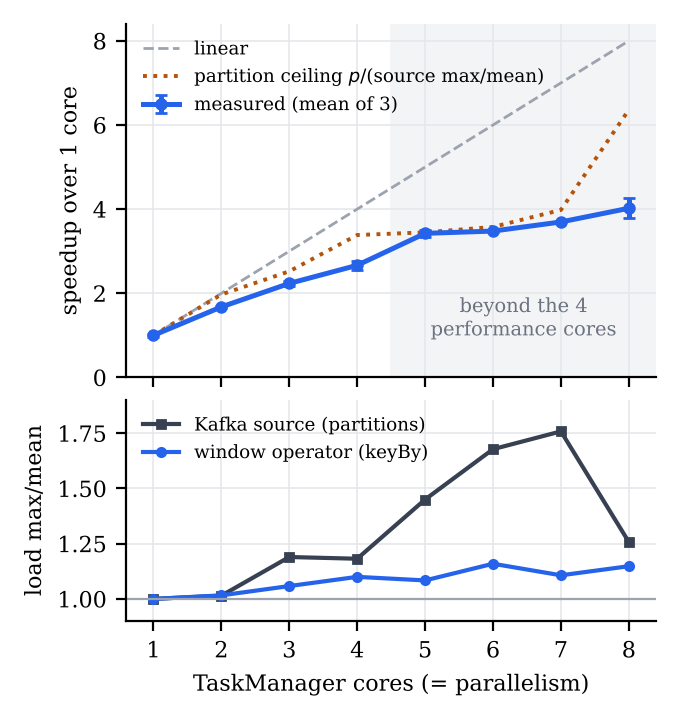 8
6
4
2
0
speedup over 1 core
linear
partition ceiling p/(source max/mean)
measured (mean of 3)
beyond the 4
performance cores
1.75
1.50
1.25
1.00
load max/mean
Kafka source (partitions)
window operator (keyBy)
1 2 3 4 5 6 7 8
TaskManager cores (= parallelism)